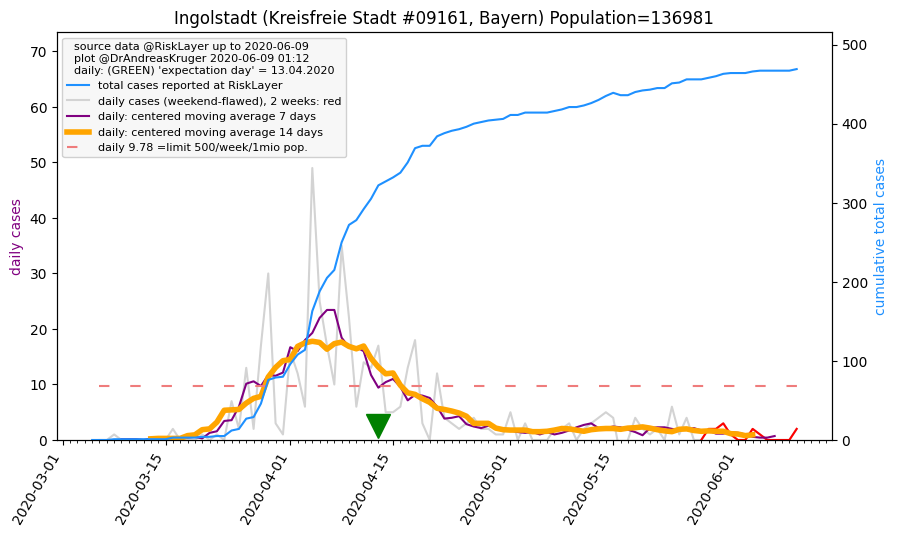 Ingolstadt (Kreisfreie Stadt #09161, Bayern) Population=136981
source data @RiskLayer up to 2020-06-09
plot @DrAndreasKruger 2020-06-09 01:12
daily: (GREEN) 'expectation day' = 13.04.2020
total cases reported at RiskLayer
daily cases (weekend-flawed), 2 weeks: red
daily: centered moving average 7 days
daily: centered moving average 14 days
daily 9.78 =limit 500/week/1mio pop.
daily cases
70
60
50
40
30
20
10
0
cumulative total cases
500
400
300
200
100
0
2020-03-01
2020-03-15
2020-04-01
2020-04-15
2020-05-01
2020-05-15
2020-06-01